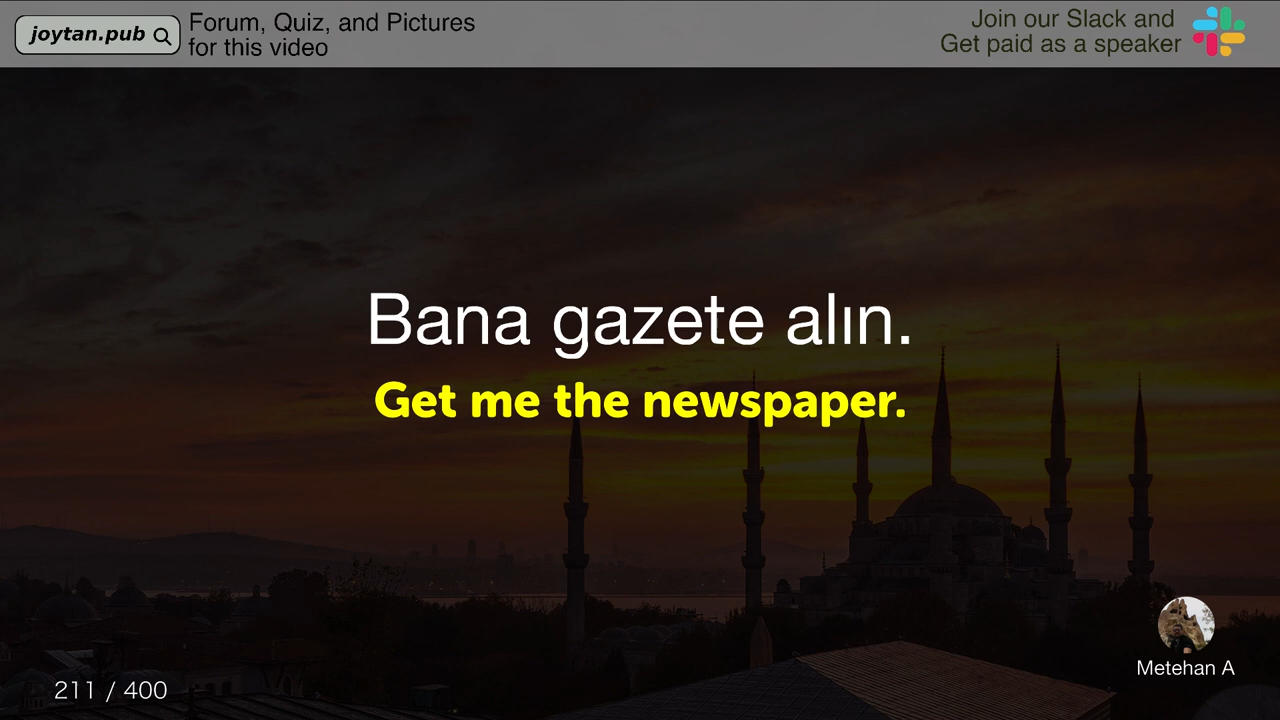 joytan.pub
Forum, Quiz, and Pictures
for this video
Join our Slack and
Get paid as a speaker
Bana gazete alın.
Get me the newspaper.
Metehan A
211 / 400